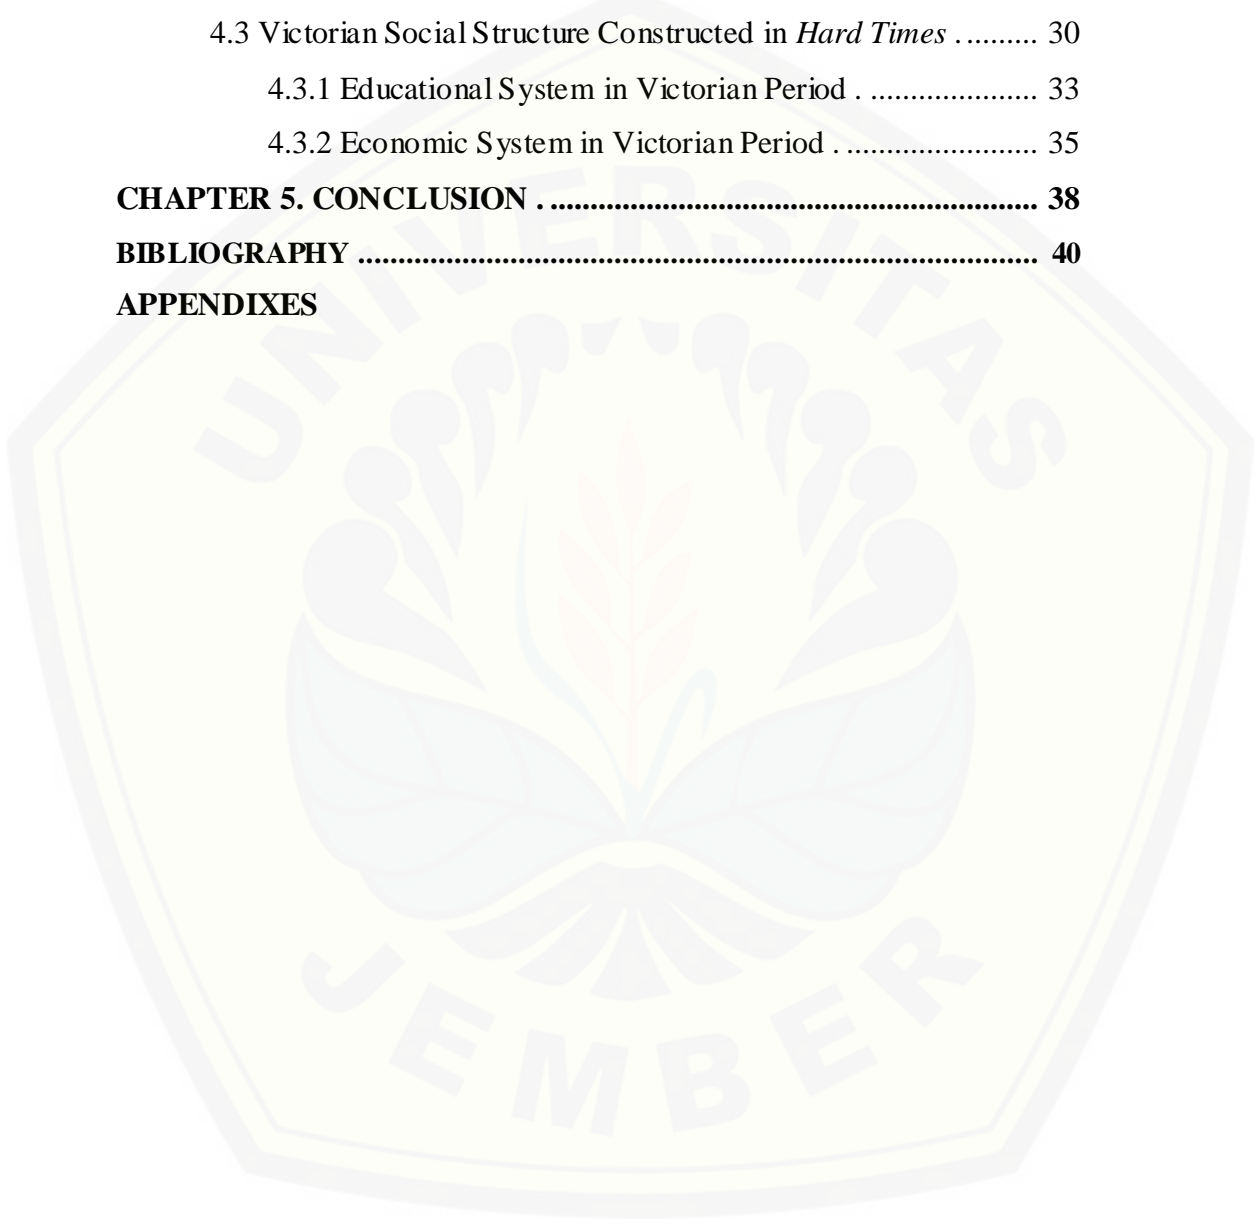 4.3 Victorian Social Structure Constructed in Hard Times .......... 30
4.3.1 Educational System in Victorian Period . ..................... 33
4.3.2 Economic System in Victorian Period . ........................ 35
CHAPTER 5. CONCLUSION . ............................................................. 38
BIBLIOGRAPHY ..................................................................................... 40
APPENDIXES
UNIVERSITAS
JEMBER